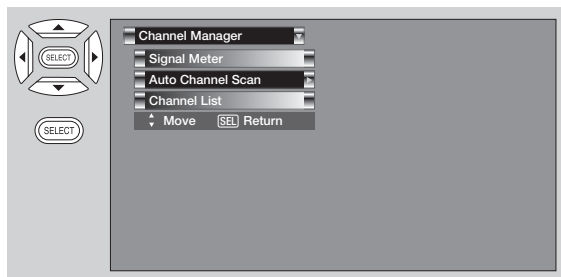 SELECT
SELECT
Channel Manager
Signal Meter
Auto Channel Scan
Channel List
Move SEL Return